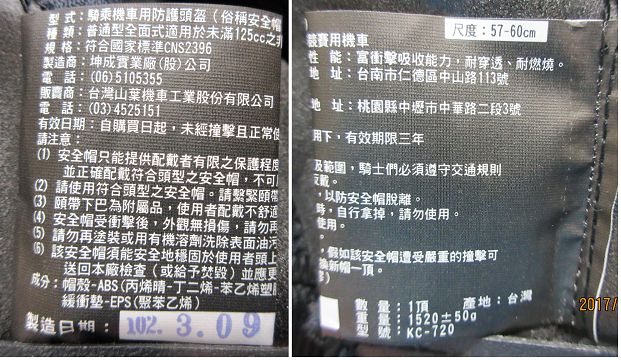 型 式：騎乘機車用防護頭盔 (俗稱安全帽
種 類：普通型全面式適用於未滿125cc之非
規 格：符合國家標準CNS2396
製造商：坤成實業廠(股)公司
電 話：(06)5105355
販賣商：台灣山葉機車工業股份有限公司
電 話：(03)4525151
有效日期：自購買日起，未經撞擊且正常使
請注意：
(1) 安全帽只能提供配戴者有限之保護程度
並正確配戴符合頭型之安全帽，不可
(2) 請使用符合頭型之安全帽。請繫緊頤帶
(3) 頤帶下巴為附屬品，使用者配戴不舒適
(4) 安全帽受衝擊後，外觀無損傷，請勿再
(5) 請勿再塗裝或用有機溶劑洗除表面油污
(6) 該安全帽須能安全地穩固於使用者頭上
送回本廠檢查 (或給予焚毀) 並應更
成分：帽殼-ABS(丙烯晴-丁二烯-苯乙烯塑膠
緩衝墊-EPS(聚苯乙烯)
製造日期：102. 3. 09
尺度：57-60cm
競賽用機車
性 能：富衝擊吸收能力，耐穿透、耐燃燒。
地 址：台南市仁德區中山路113號
地 址：桃園縣中壢市中華路二段3號
用下，有效期限三年
及範圍，騎士們必須遵守交通規則
戴。
，以防安全帽脫離。
時，自行拿掉，請勿使用。
使用。
，假如該安全帽曾受嚴重的撞擊可
換新帽一頂。
數 量：1頂 產地：台灣
重 量：1520±50g
型 號：KC-720
2017/